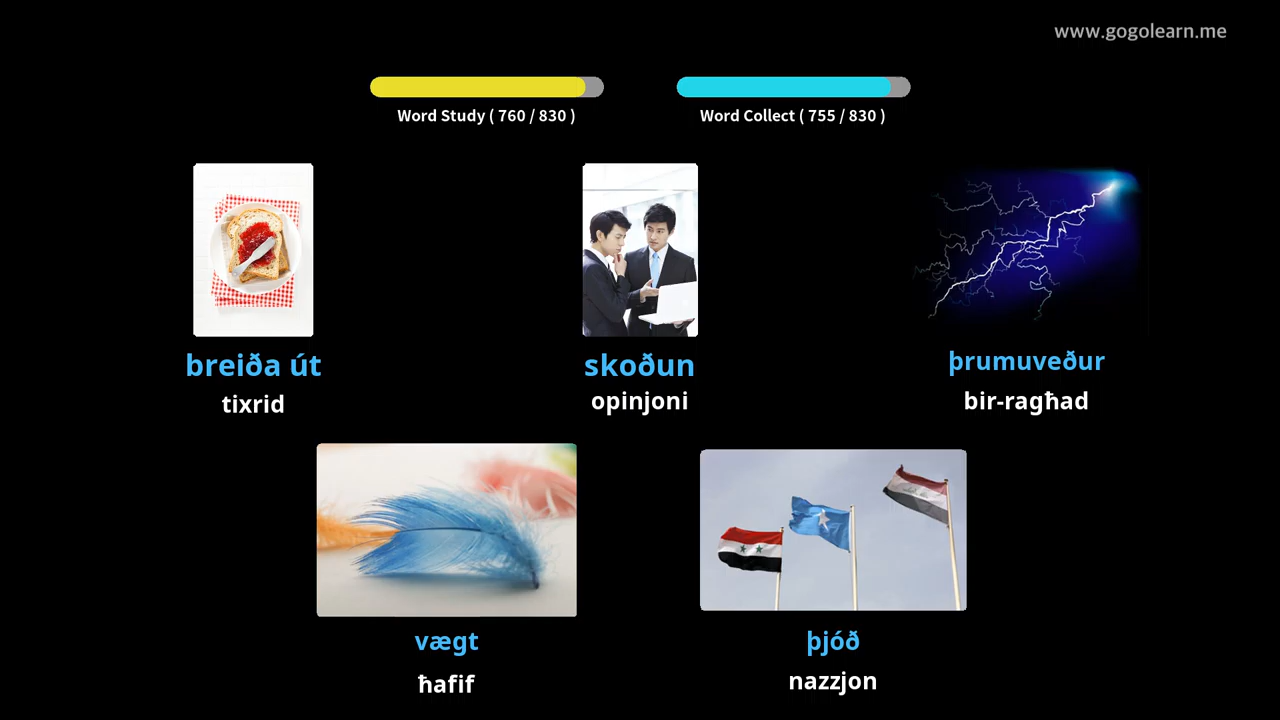 www.gogolearn.me
Word Study ( 760 / 830 )
Word Collect ( 755 / 830 )
breiða út
tixrid
skoðun
opinjoni
þrumuveður
bir-ragħad
vægt
ħafif
þjóð
nazzjon